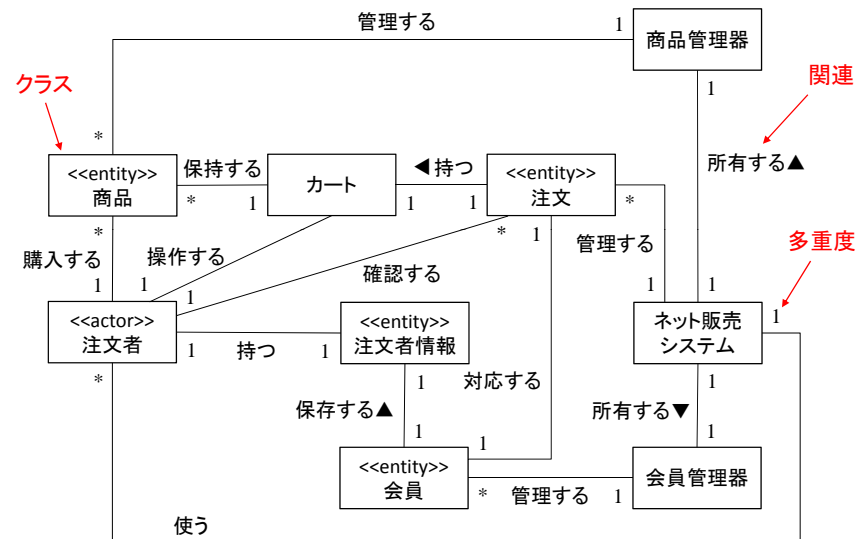 管理する
1
商品管理器
クラス
関連
1
*
<<entity>>
商品
保持する
*
1
カート
◀持つ
1
1
<<entity>>
注文
所有する▲
*
管理する
多重度
*
購入する
操作する
確認する
*
1
1
1
1
1
1
<<actor>>
注文者
1
持つ
1
<<entity>>
注文者情報
ネット販売
システム
1
*
1
対応する
1
保存する▲
所有する▼
1
1
1
<<entity>>
会員
*
管理する
1
会員管理器
使う